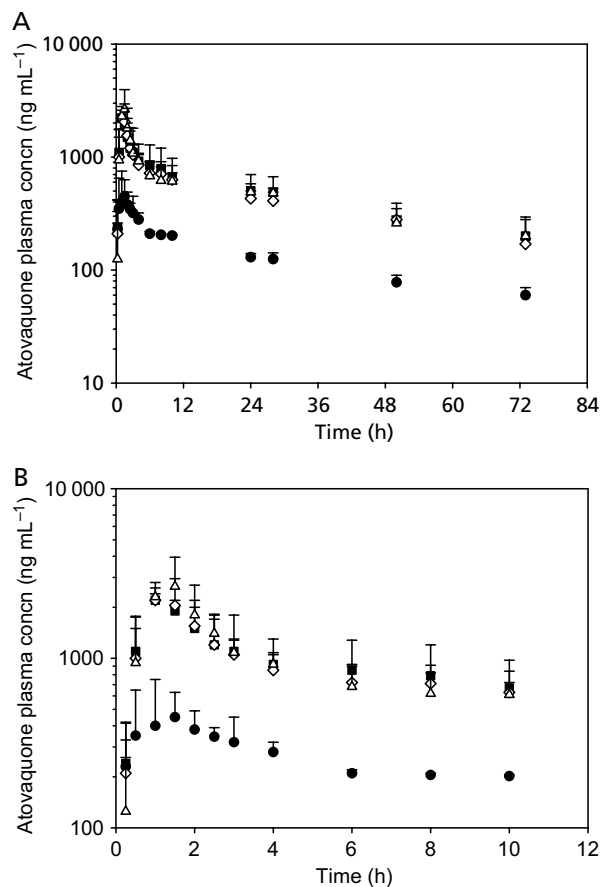 A
Atovaquone plasma concn (ng mL⁻¹)
10 000
1000
100
10
0 12 24 36 48 60 72 84
Time (h)
B
Atovaquone plasma concn (ng mL⁻¹)
10 000
1000
100
0 2 4 6 8 10 12
Time (h)